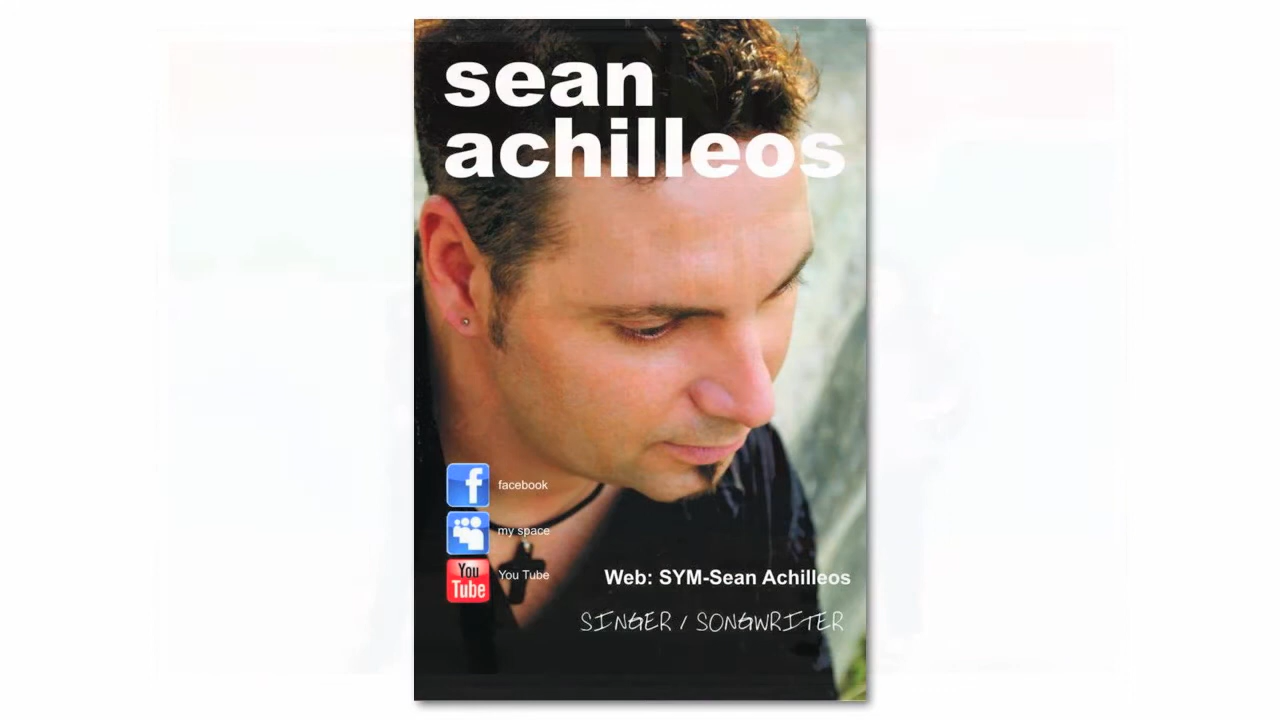 sean
achilleos
facebook
my space
You
Tube
You Tube
Web: SYM-Sean Achilleos
SINGER / SONGWRITER